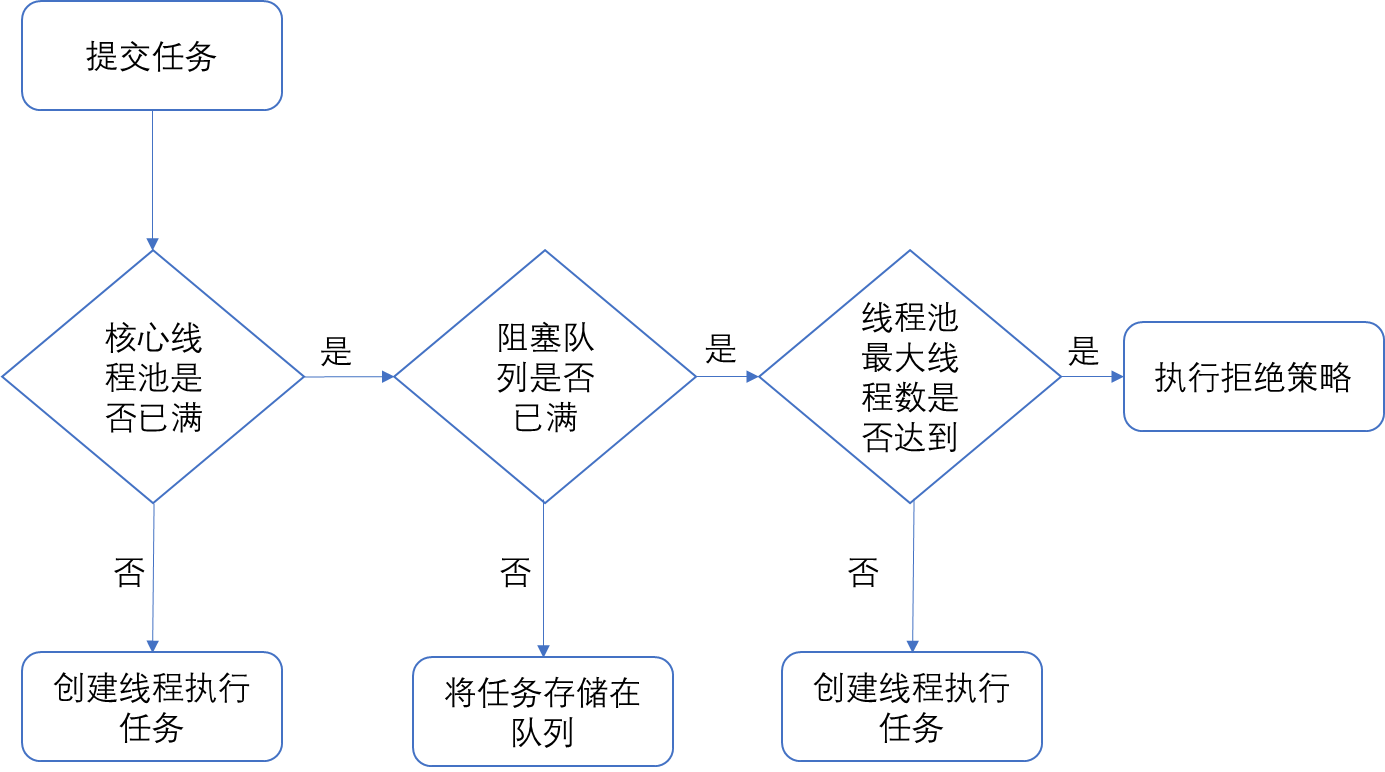 提交任务
核心线
程池是
否已满
是
阻塞队
列是否
已满
是
线程池
最大线
程数是
否达到
是
执行拒绝策略
否
否
否
创建线程执行
任务
将任务存储在
队列
创建线程执行
任务